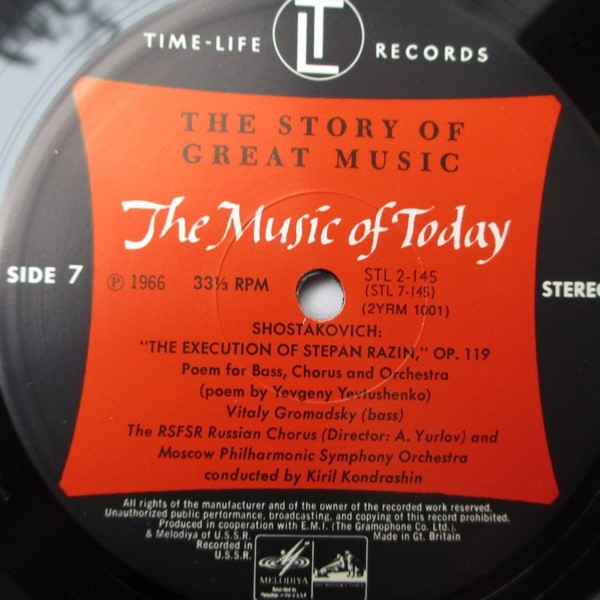 TIME-LIFE TL RECORDS
THE STORY OF
GREAT MUSIC
The Music of Today
SIDE 7
℗ 1966 33⅓ RPM
STL 2-145
(STL 7-145)
(2YRM 1001)
STEREO
SHOSTAKOVICH:
"THE EXECUTION OF STEPAN RAZIN," OP. 119
Poem for Bass, Chorus and Orchestra
(poem by Yevgeny Yevtushenko)
Vitaly Gromadsky (bass)
The RSFSR Russian Chorus (Director: A. Yurlov) and
Moscow Philharmonic Symphony Orchestra
conducted by Kiril Kondrashin
All rights of the manufacturer and of the owner of the recorded work reserved.
Unauthorized public performance, broadcasting, and copying of this record prohibited.
Produced in cooperation with E.M.I. (The Gramophone Co. Ltd.),
& Melodiya of U.S.S.R. Made in Gt. Britain
Recorded in
U.S.S.R.
MELODIYA